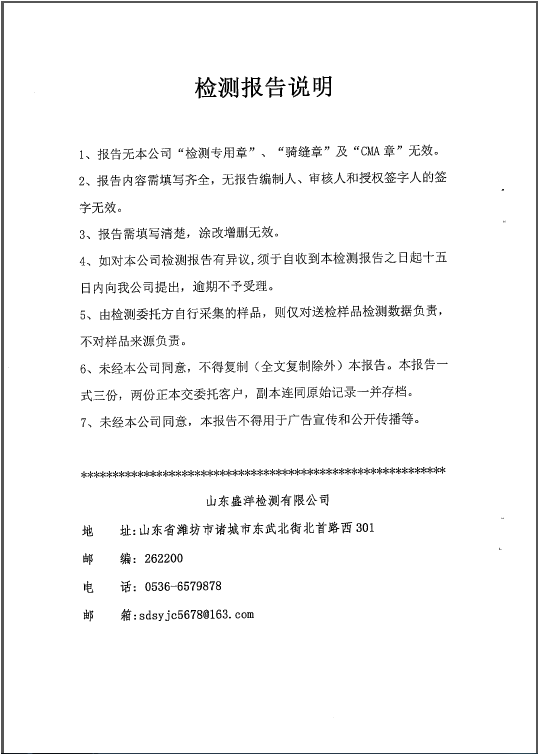 检测报告说明
1、报告无本公司“检测专用章”、“骑缝章”及“CMA 章”无效。
2、报告内容需填写齐全，无报告编制人、审核人和授权签字人的签
字无效。
3、报告需填写清楚，涂改增删无效。
4、如对本公司检测报告有异议,须于自收到本检测报告之日起十五
日内向我公司提出，逾期不予受理。
5、由检测委托方自行采集的样品，则仅对送检样品检测数据负责，
不对样品来源负责。
6、未经本公司同意，不得复制（全文复制除外）本报告。本报告一
式三份，两份正本交委托客户，副本连同原始记录一并存档。
7、未经本公司同意，本报告不得用于广告宣传和公开传播等。
************************************************************
山东盛洋检测有限公司
地 址:山东省潍坊市诸城市东武北街北首路西 301
邮 编: 262200
电 话: 0536-6579878
邮 箱:sdsyjc5678@163.com